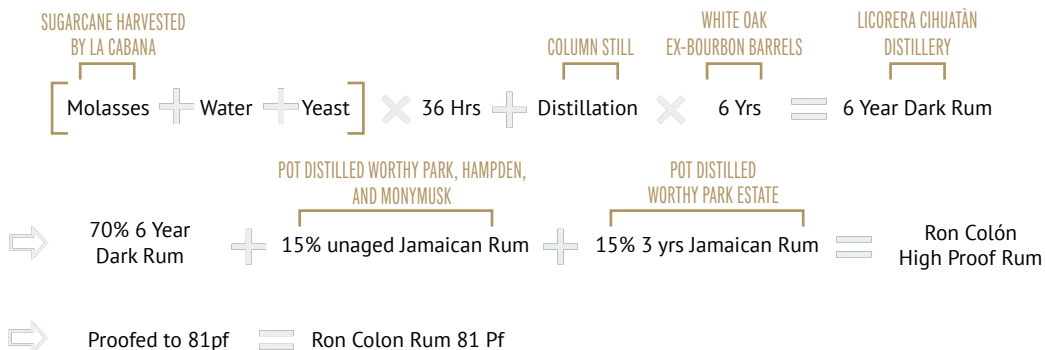 SUGARCANE HARVESTED
BY LA CABANA
COLUMN STILL
WHITE OAK
EX-BOURBON BARRELS
LICORERA CIHUATÀN
DISTILLERY
Molasses + Water + Yeast × 36 Hrs + Distillation × 6 Yrs = 6 Year Dark Rum
POT DISTILLED WORTHY PARK, HAMPDEN,
AND MONYMUSK
POT DISTILLED
WORTHY PARK ESTATE
70% 6 Year
Dark Rum
+ 15% unaged Jamaican Rum + 15% 3 yrs Jamaican Rum =
Ron Colón
High Proof Rum
Proofed to 81pf = Ron Colon Rum 81 Pf